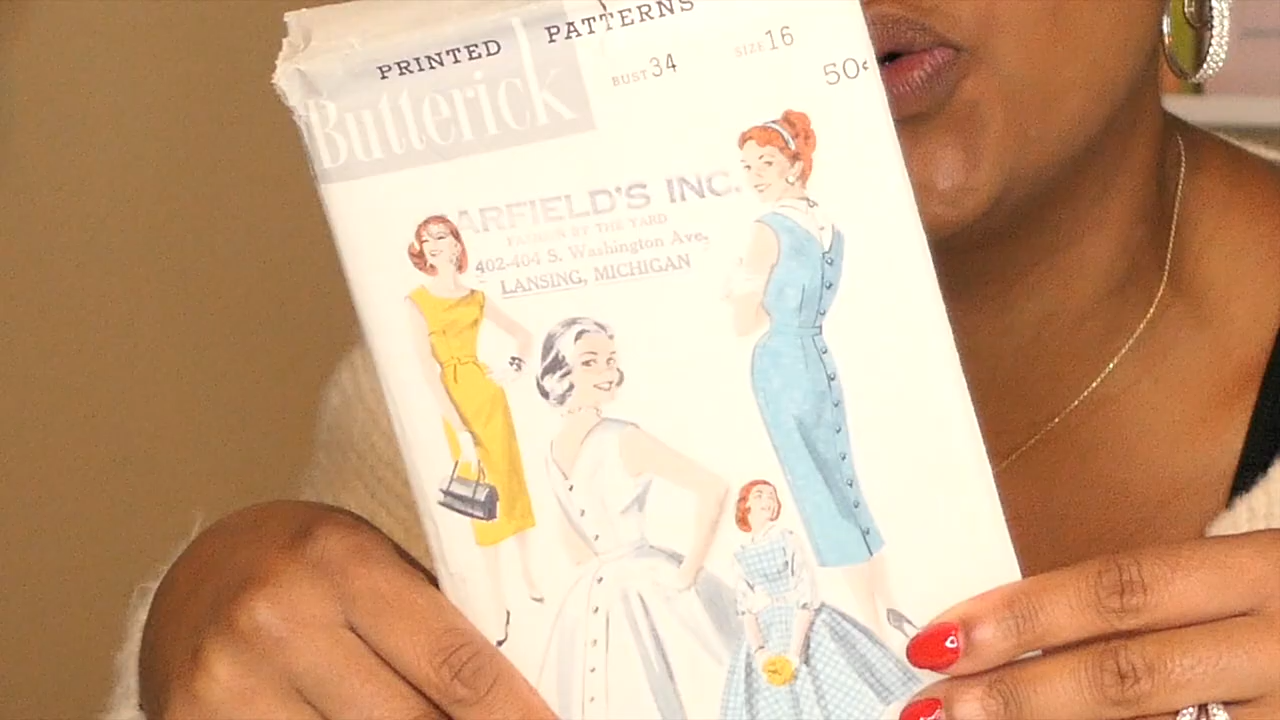 PRINTED PATTERNS
Butterick
BUST 34
SIZE 16
50¢
ARFIELD'S INC.
FASHION BY THE YARD
402-404 S. Washington Ave.
LANSING, MICHIGAN